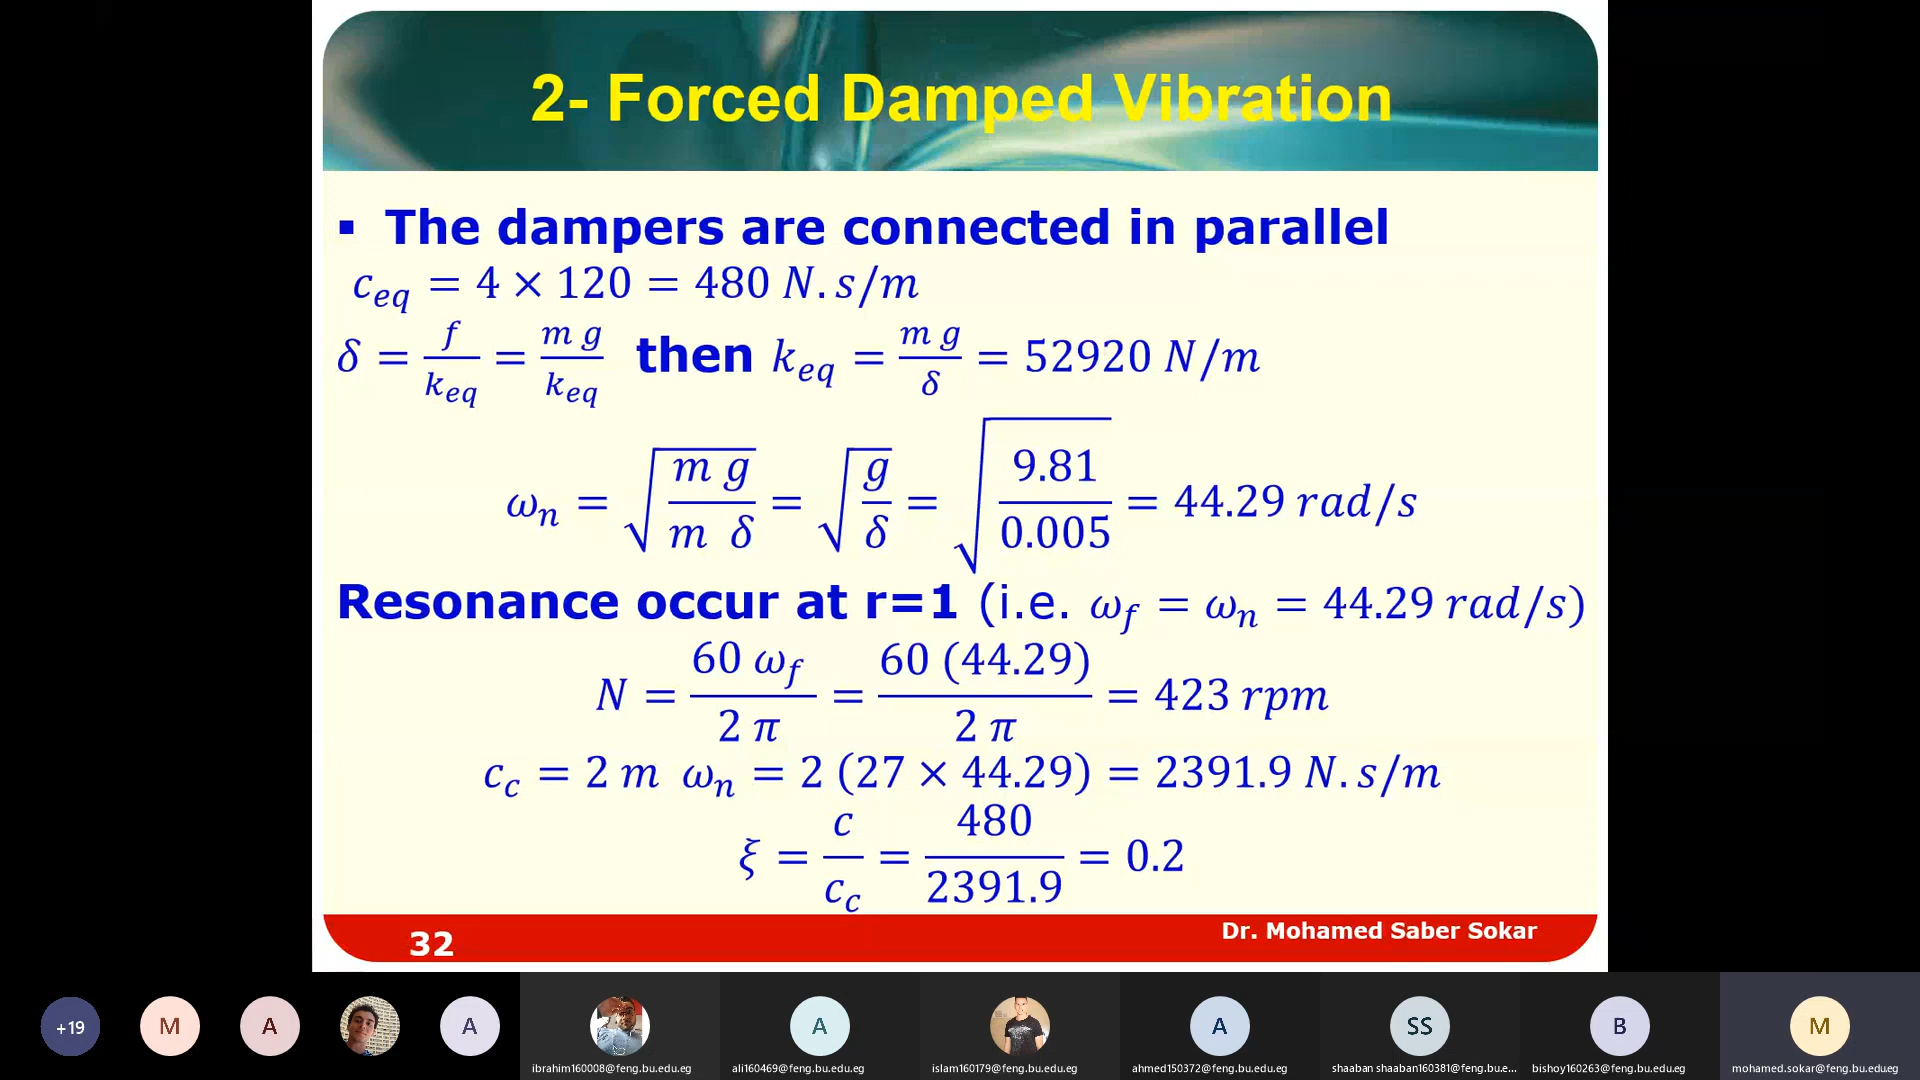 2- Forced Damped Vibration
▪ The dampers are connected in parallel
c_eq = 4 × 120 = 480 N.s/m
δ = f/k_eq = m g/k_eq then k_eq = m g/δ = 52920 N/m
ω_n = √(m g/m δ) = √(g/δ) = √(9.81/0.005) = 44.29 rad/s
Resonance occur at r=1 (i.e. ω_f = ω_n = 44.29 rad/s)
N = 60 ω_f/2 π = 60 (44.29)/2 π = 423 rpm
c_c = 2 m ω_n = 2 (27 × 44.29) = 2391.9 N.s/m
ξ = c/c_c = 480/2391.9 = 0.2
32
Dr. Mohamed Saber Sokar
+19
M
A
A
A
A
SS
B
M
ibrahim160008@feng.bu.edu.eg
ali160469@feng.bu.edu.eg
islam160179@feng.bu.edu.eg
ahmed150372@feng.bu.edu.eg
shaaban shaaban160381@feng.bu.e...
bishoy160263@feng.bu.edu.eg
mohamed.sokar@feng.bu.edu.eg